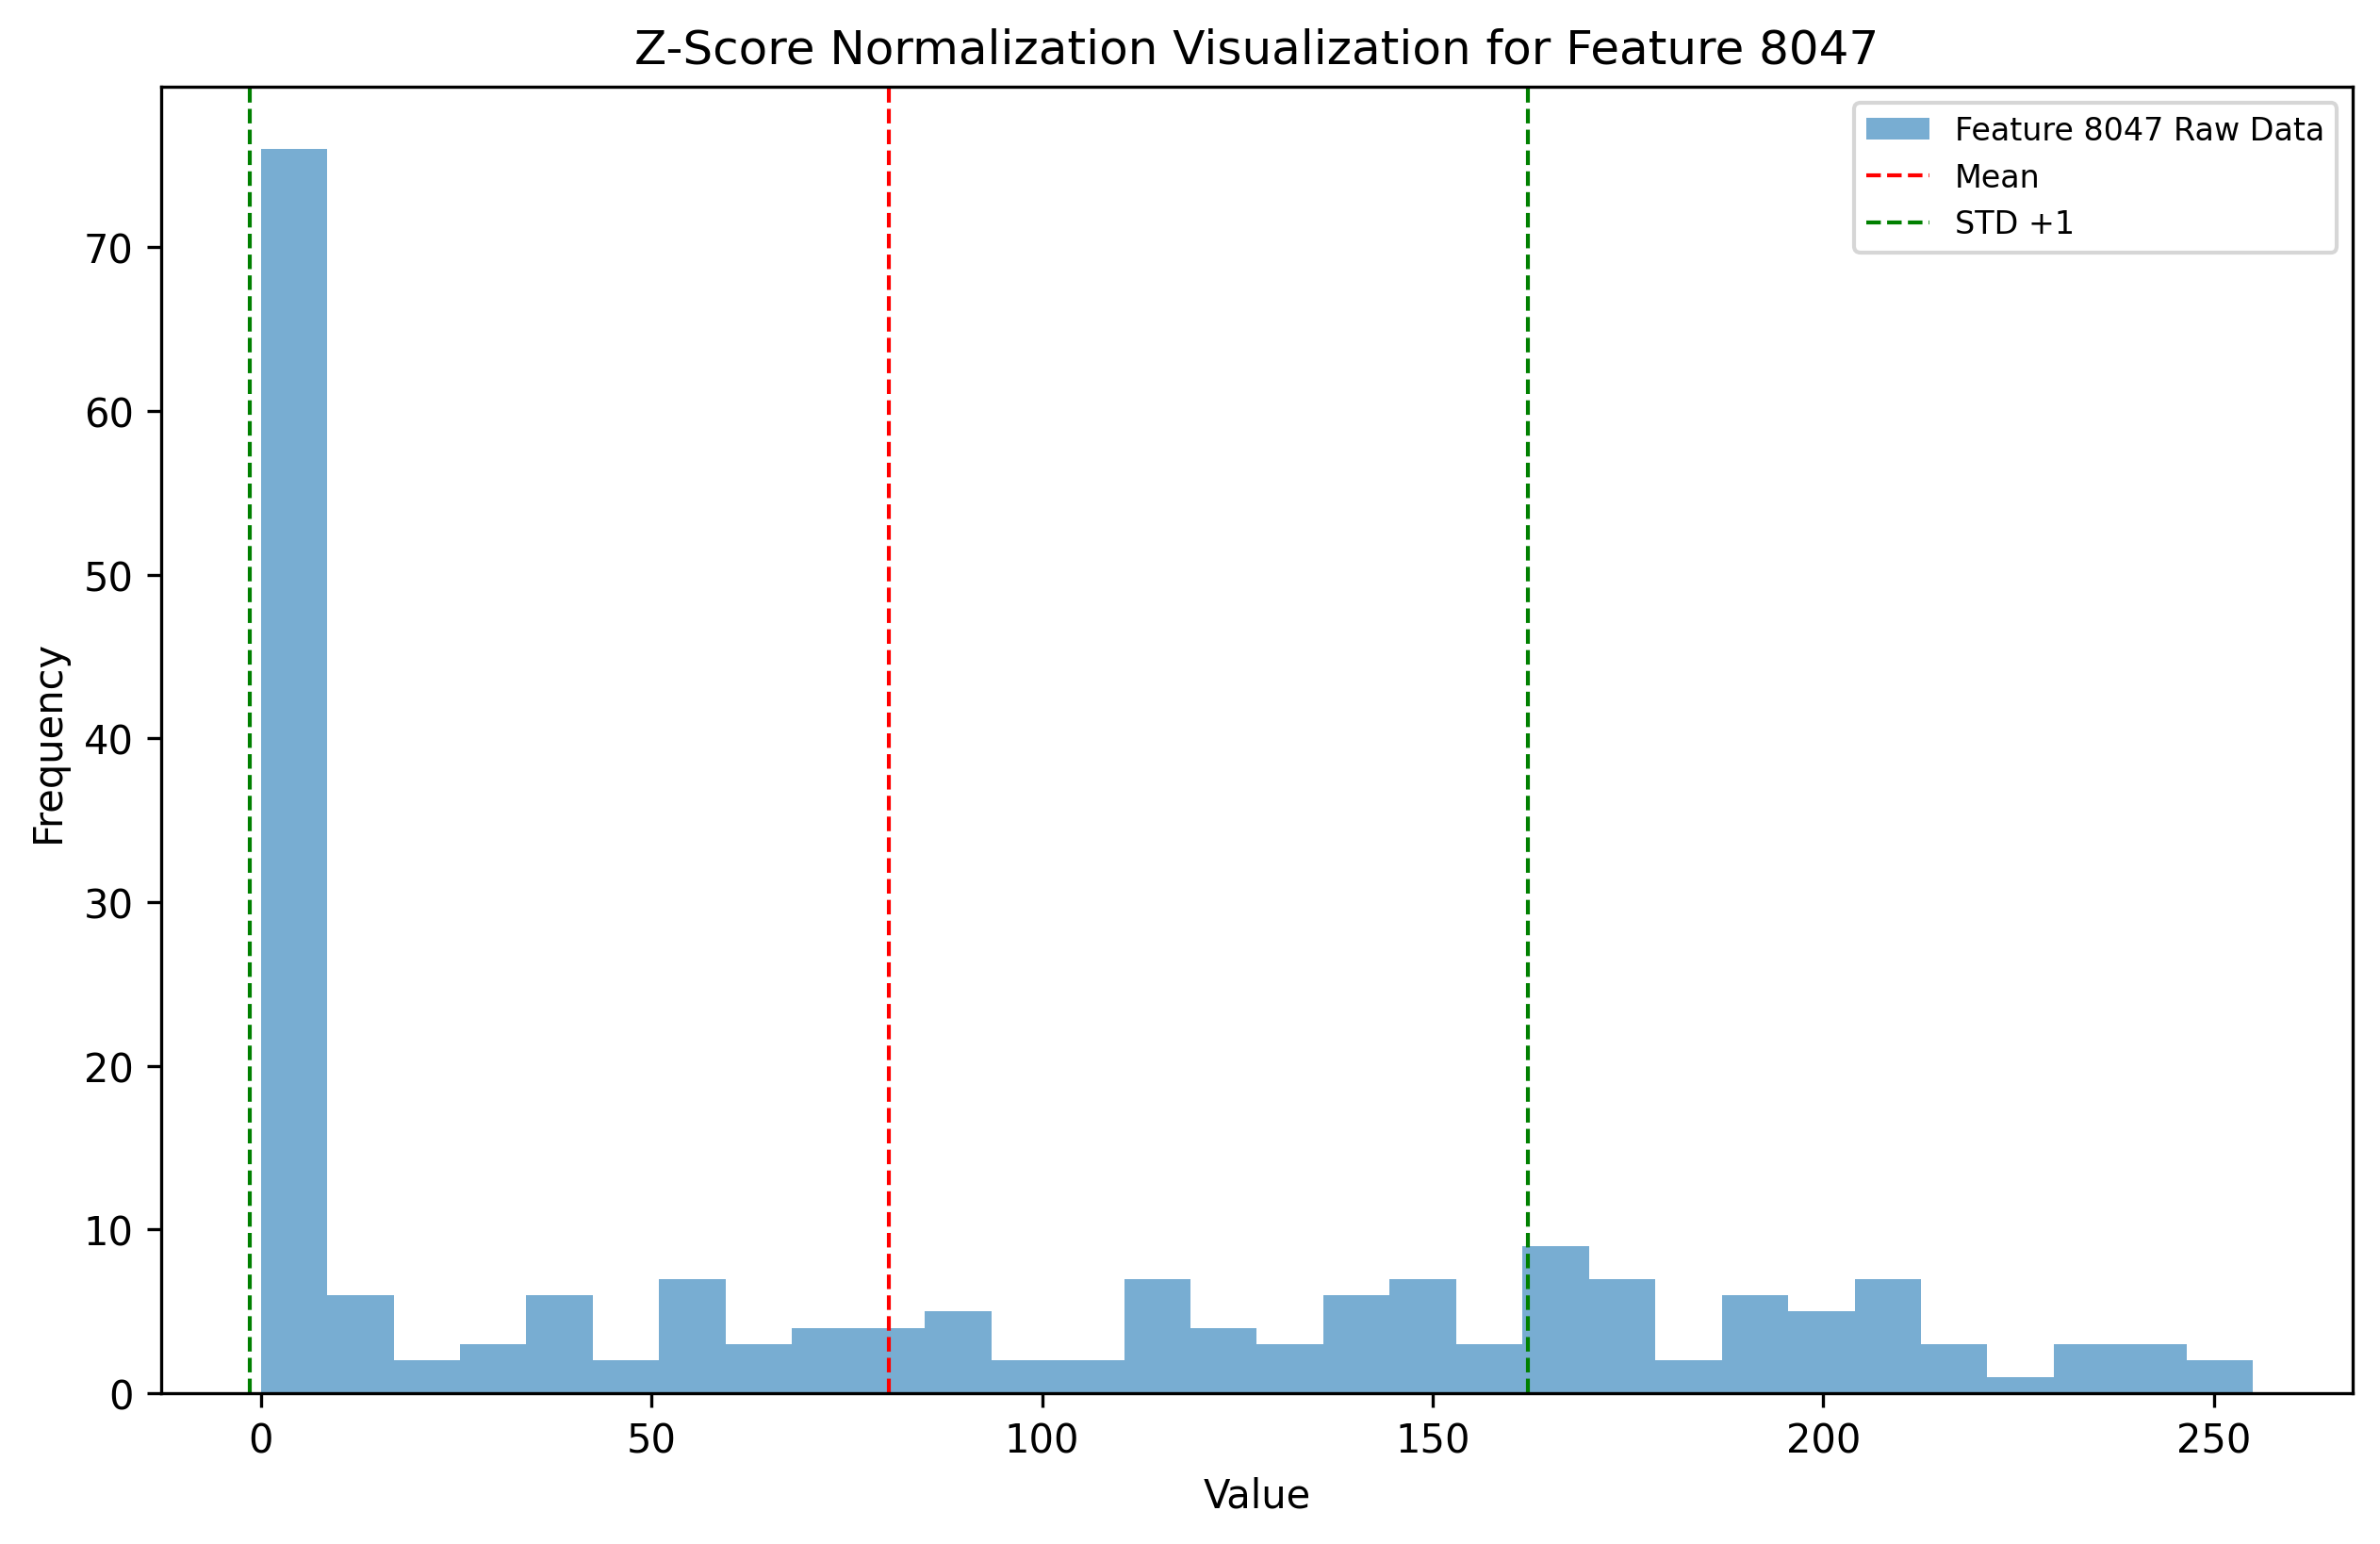 Z-Score Normalization Visualization for Feature 8047
Feature 8047 Raw Data
Mean
STD +1
70
60
50
40
30
20
10
0
Frequency
0 50 100 150 200 250
Value